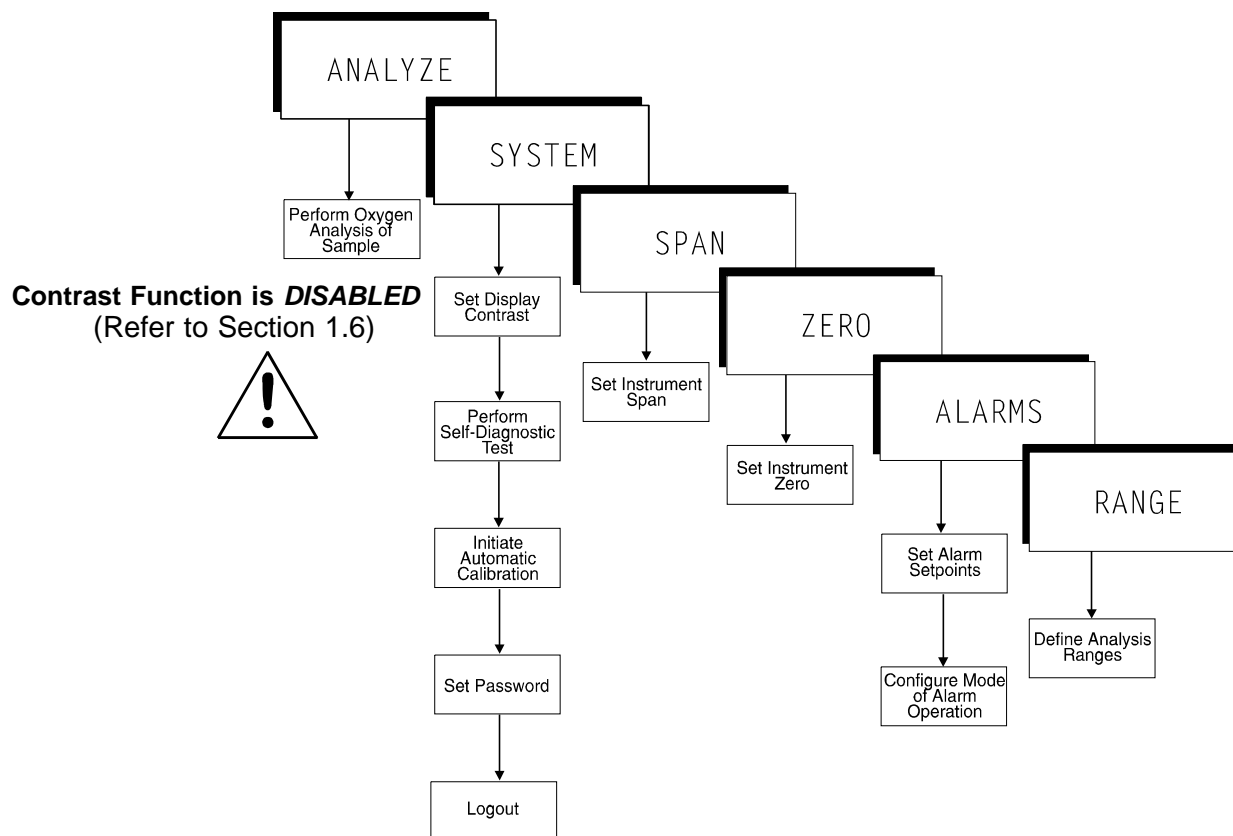 ANALYZE
SYSTEM
Perform Oxygen
Analysis of
Sample
SPAN
Contrast Function is DISABLED
(Refer to Section 1.6)
Set Display
Contrast
ZERO
Set Instrument
Span
Perform
Self-Diagnostic
Test
ALARMS
Set Instrument
Zero
RANGE
Initiate
Automatic
Calibration
Set Alarm
Setpoints
Define Analysis
Ranges
Set Password
Configure Mode
of Alarm
Operation
Logout